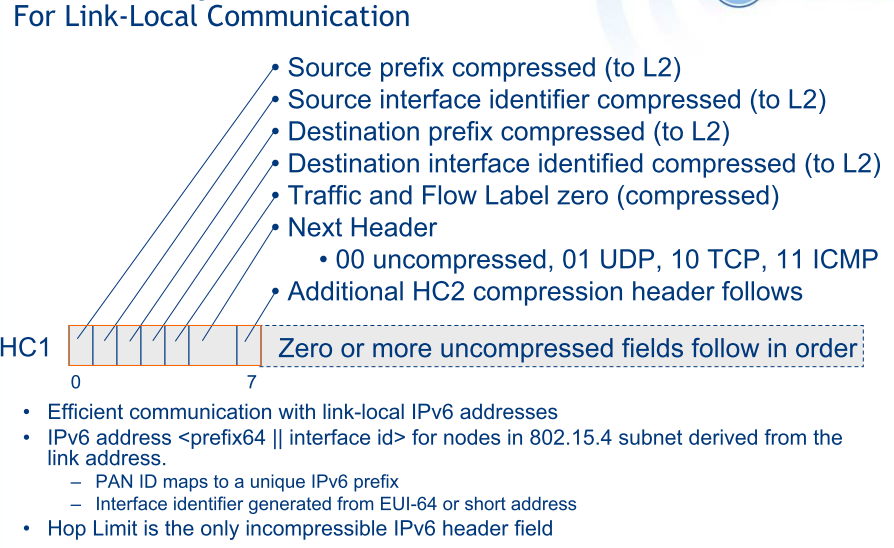 For Link-Local Communication
• Source prefix compressed (to L2)
• Source interface identifier compressed (to L2)
• Destination prefix compressed (to L2)
• Destination interface identified compressed (to L2)
• Traffic and Flow Label zero (compressed)
• Next Header
• 00 uncompressed, 01 UDP, 10 TCP, 11 ICMP
• Additional HC2 compression header follows
HC1 Zero or more uncompressed fields follow in order
0 7
• Efficient communication with link-local IPv6 addresses
• IPv6 address <prefix64 || interface id> for nodes in 802.15.4 subnet derived from the
link address.
– PAN ID maps to a unique IPv6 prefix
– Interface identifier generated from EUI-64 or short address
• Hop Limit is the only incompressible IPv6 header field